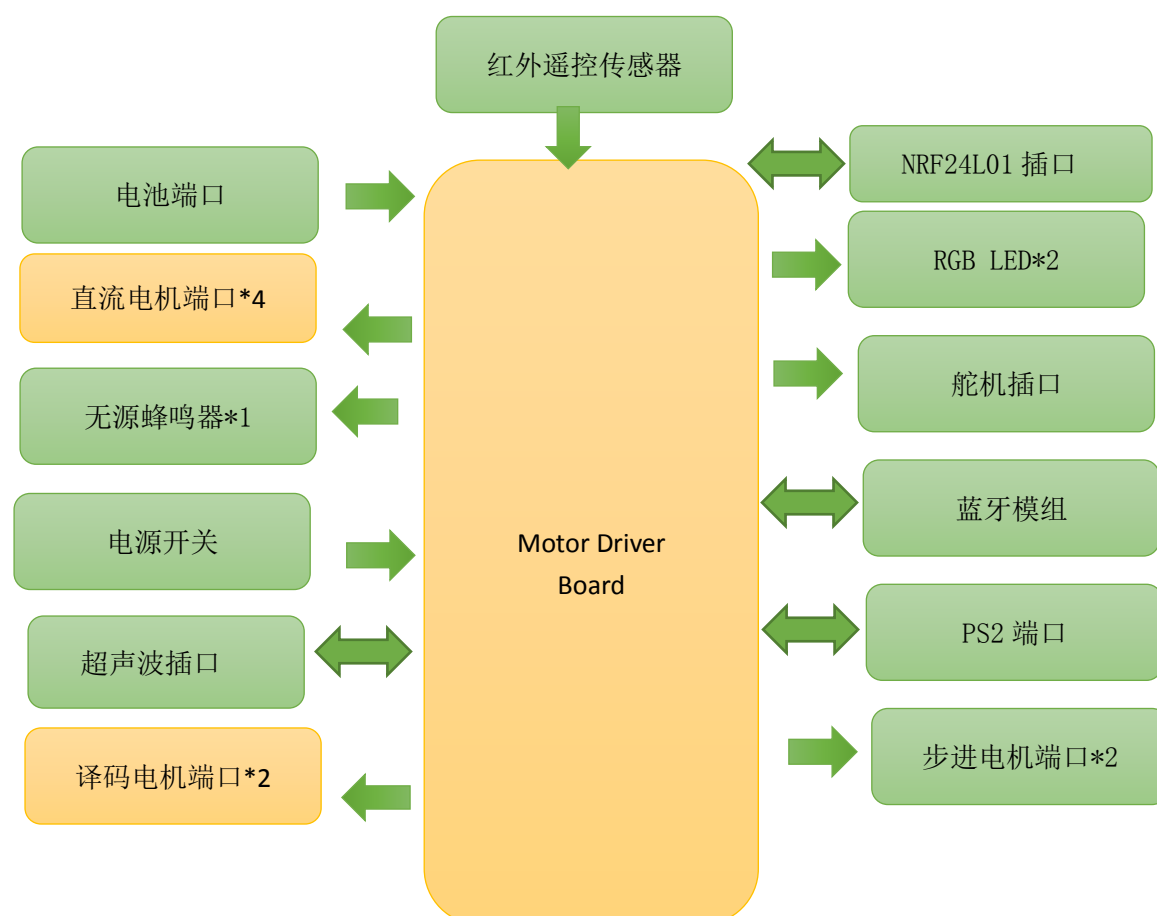 红外遥控传感器
电池端口
直流电机端口*4
无源蜂鸣器*1
电源开关
超声波插口
译码电机端口*2
Motor Driver
Board
NRF24L01 插口
RGB LED*2
舵机插口
蓝牙模组
PS2 端口
步进电机端口*2